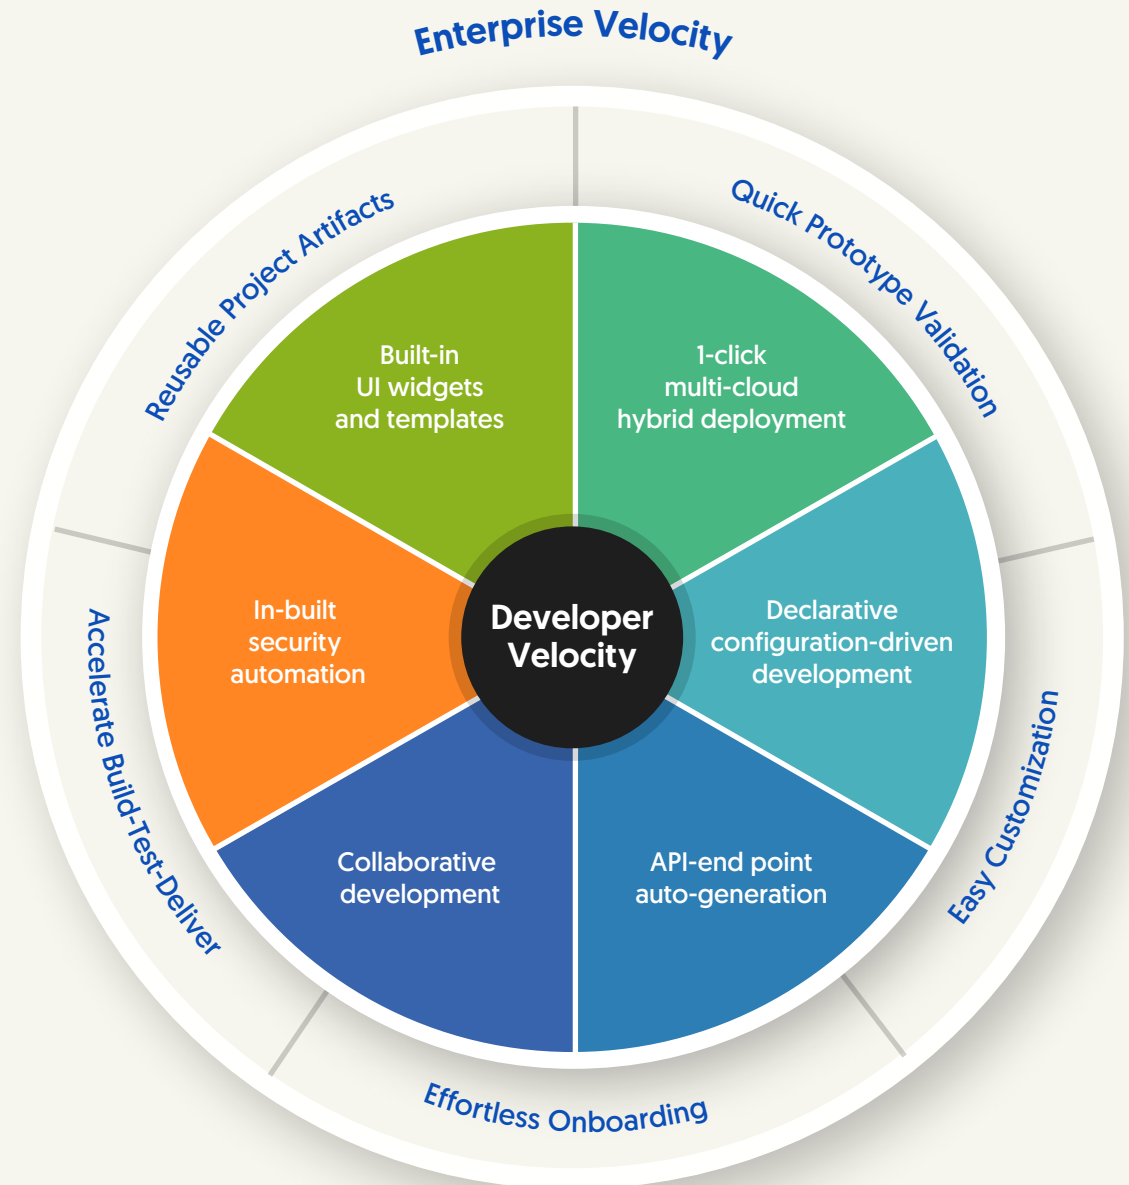 Enterprise Velocity
Reusable Project Artifacts
Quick Prototype Validation
Built-in
UI widgets
and templates
1-click
multi-cloud
hybrid deployment
In-built
security
automation
Developer
Velocity
Declarative
configuration-driven
development
Accelerate Build-Test-Deliver
Easy Customization
Collaborative
development
API-end point
auto-generation
Effortless Onboarding